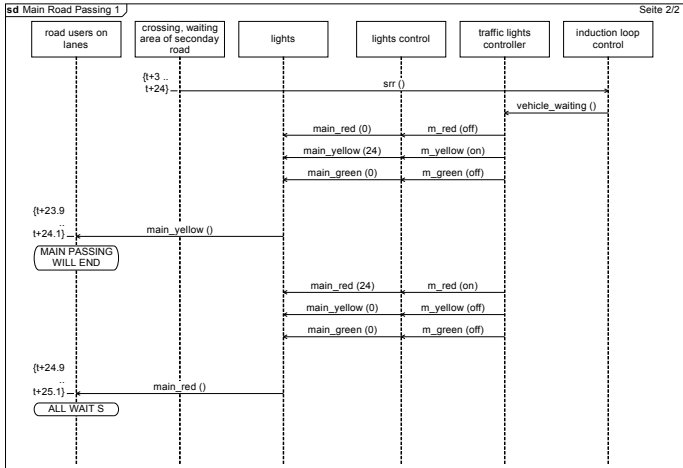 sd Main Road Passing 1
Seite 2/2
road users on
lanes
crossing, waiting
area of seconday
road
lights
lights control
traffic lights
controller
induction loop
control
{t+3 ..
t+24}
srr ()
vehicle_waiting ()
main_red (0)
m_red (off)
main_yellow (24)
m_yellow (on)
main_green (0)
m_green (off)
{t+23.9
..
t+24.1}
main_yellow ()
MAIN PASSING
WILL END
main_red (24)
m_red (on)
main_yellow (0)
m_yellow (off)
main_green (0)
m_green (off)
{t+24.9
..
t+25.1}
main_red ()
ALL WAIT S